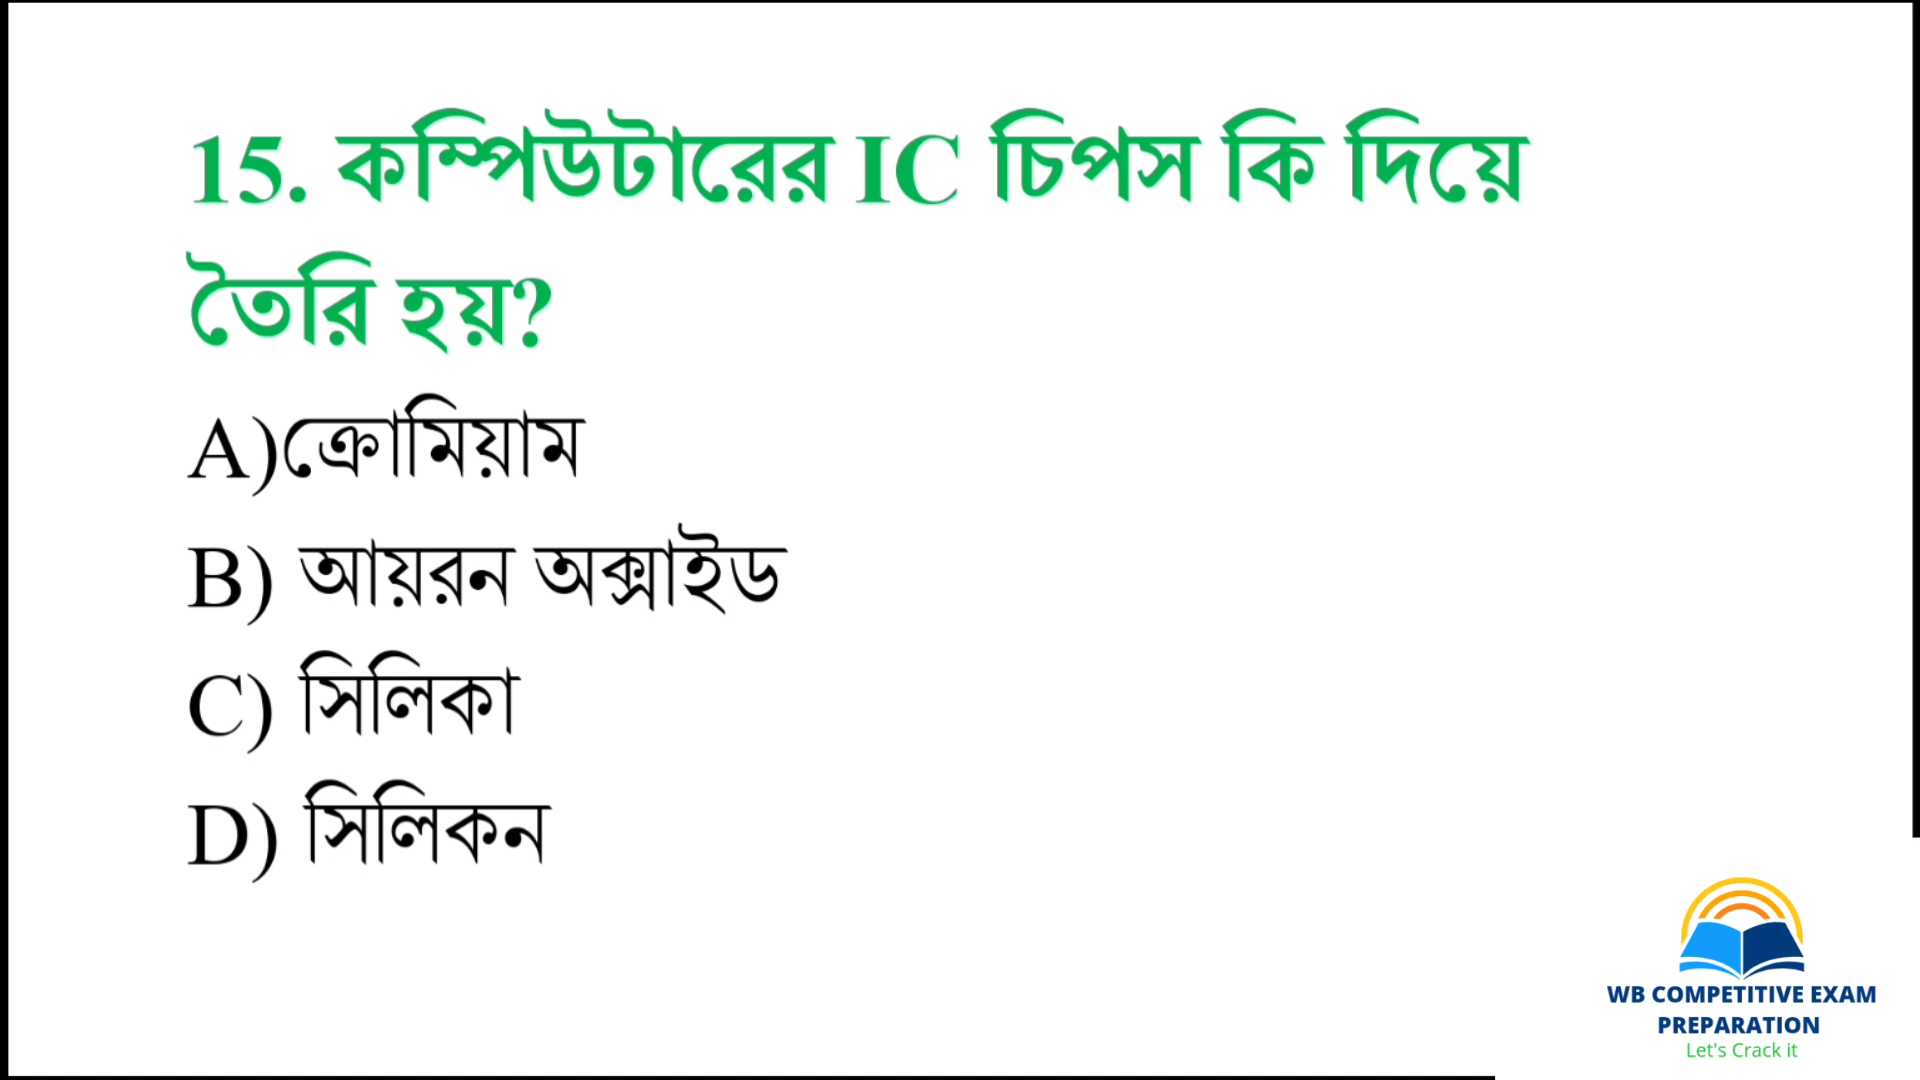 15. কম্পিউটারের IC চিপস কি দিয়ে
তৈরি হয়?
A)ক্রোমিয়াম
B) আয়রন অক্সাইড
C) সিলিকা
D) সিলিকন
WB COMPETITIVE EXAM
PREPARATION
Let's Crack it